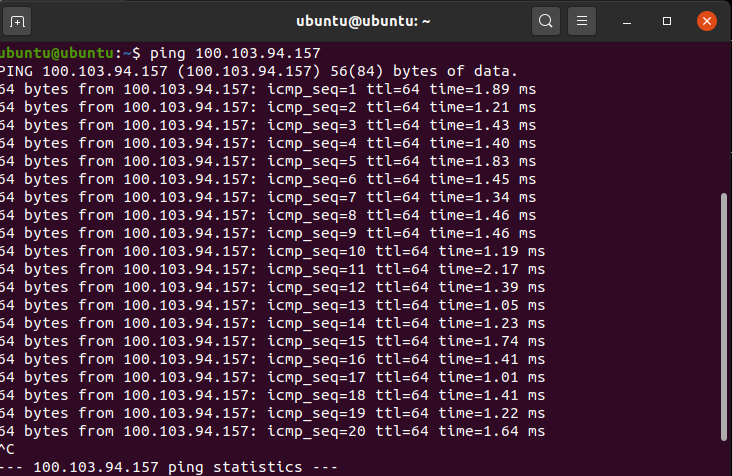 ubuntu@ubuntu: ~
ubuntu@ubuntu:~$ ping 100.103.94.157
PING 100.103.94.157 (100.103.94.157) 56(84) bytes of data.
64 bytes from 100.103.94.157: icmp_seq=1 ttl=64 time=1.89 ms
64 bytes from 100.103.94.157: icmp_seq=2 ttl=64 time=1.21 ms
64 bytes from 100.103.94.157: icmp_seq=3 ttl=64 time=1.43 ms
64 bytes from 100.103.94.157: icmp_seq=4 ttl=64 time=1.40 ms
64 bytes from 100.103.94.157: icmp_seq=5 ttl=64 time=1.83 ms
64 bytes from 100.103.94.157: icmp_seq=6 ttl=64 time=1.45 ms
64 bytes from 100.103.94.157: icmp_seq=7 ttl=64 time=1.34 ms
64 bytes from 100.103.94.157: icmp_seq=8 ttl=64 time=1.46 ms
64 bytes from 100.103.94.157: icmp_seq=9 ttl=64 time=1.46 ms
64 bytes from 100.103.94.157: icmp_seq=10 ttl=64 time=1.19 ms
64 bytes from 100.103.94.157: icmp_seq=11 ttl=64 time=2.17 ms
64 bytes from 100.103.94.157: icmp_seq=12 ttl=64 time=1.39 ms
64 bytes from 100.103.94.157: icmp_seq=13 ttl=64 time=1.05 ms
64 bytes from 100.103.94.157: icmp_seq=14 ttl=64 time=1.23 ms
64 bytes from 100.103.94.157: icmp_seq=15 ttl=64 time=1.74 ms
64 bytes from 100.103.94.157: icmp_seq=16 ttl=64 time=1.41 ms
64 bytes from 100.103.94.157: icmp_seq=17 ttl=64 time=1.01 ms
64 bytes from 100.103.94.157: icmp_seq=18 ttl=64 time=1.41 ms
64 bytes from 100.103.94.157: icmp_seq=19 ttl=64 time=1.22 ms
64 bytes from 100.103.94.157: icmp_seq=20 ttl=64 time=1.64 ms
^C
--- 100.103.94.157 ping statistics ---